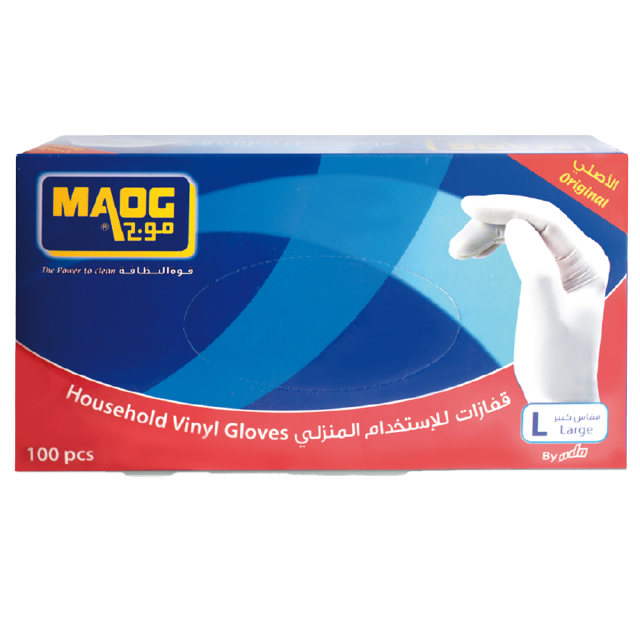 الأصلي
Original
MAOG
موج®
The Power to clean قوة النظافة
Household Vinyl Gloves قفازات للإستخدام المنزلي
L مقاس كبير
Large
100 pcs
By